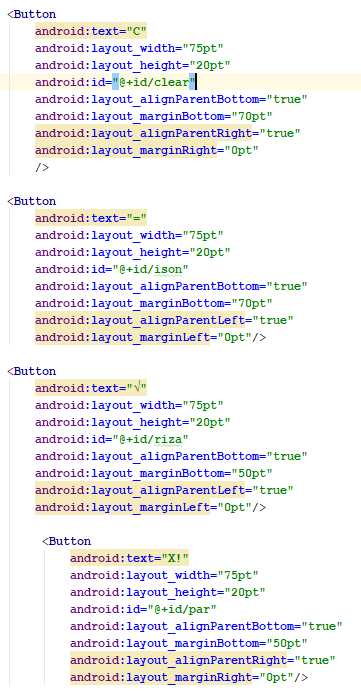 <Button
android:text="C"
android:layout_width="75pt"
android:layout_height="20pt"
android:id="@+id/clear"
android:layout_alignParentBottom="true"
android:layout_marginBottom="70pt"
android:layout_alignParentRight="true"
android:layout_marginRight="0pt"
/>
<Button
android:text="="
android:layout_width="75pt"
android:layout_height="20pt"
android:id="@+id/ison"
android:layout_alignParentBottom="true"
android:layout_marginBottom="70pt"
android:layout_alignParentLeft="true"
android:layout_marginLeft="0pt"/>
<Button
android:text="√"
android:layout_width="75pt"
android:layout_height="20pt"
android:id="@+id/riza"
android:layout_alignParentBottom="true"
android:layout_marginBottom="50pt"
android:layout_alignParentLeft="true"
android:layout_marginLeft="0pt"/>
<Button
android:text="X!"
android:layout_width="75pt"
android:layout_height="20pt"
android:id="@+id/par"
android:layout_alignParentBottom="true"
android:layout_marginBottom="50pt"
android:layout_alignParentRight="true"
android:layout_marginRight="0pt"/>